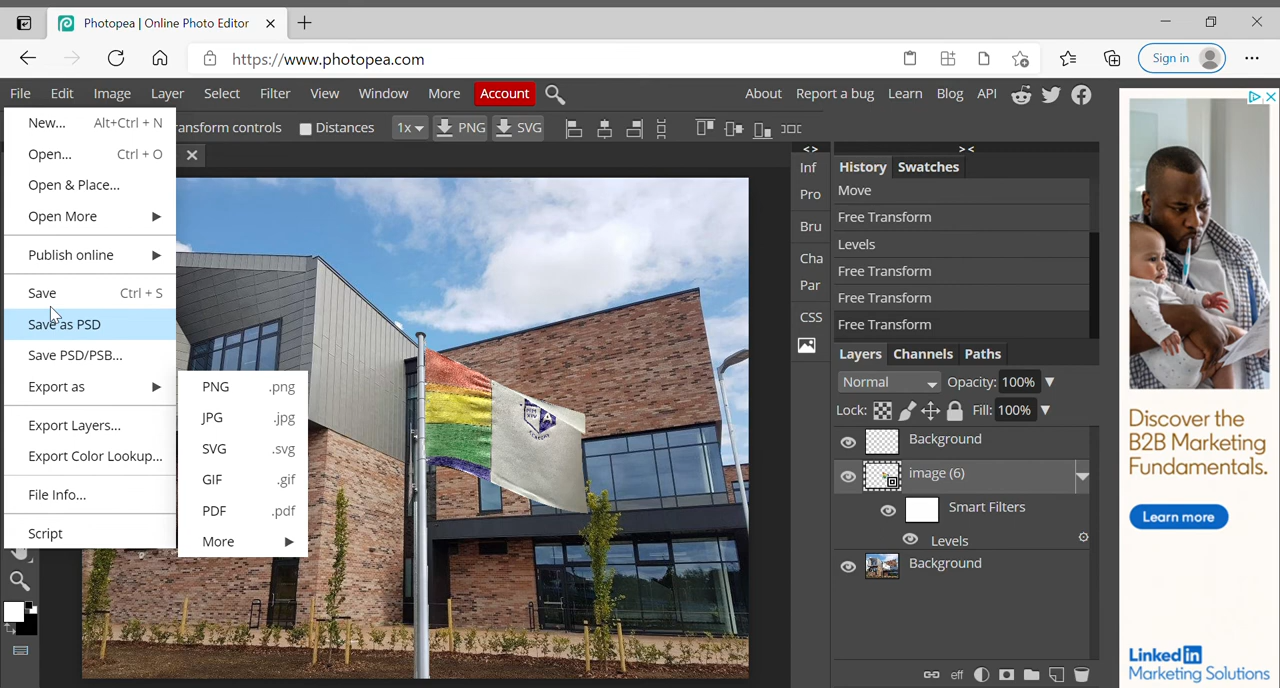 Photopea | Online Photo Editor
https://www.photopea.com
Sign in
File Edit Image Layer Select Filter View Window More Account
About Report a bug Learn Blog API
ransform controls Distances 1x PNG SVG
New... Alt+Ctrl + N
Open... Ctrl + O
Open & Place...
Open More
Publish online
Save Ctrl + S
Save as PSD
Save PSD/PSB...
Export as
Export Layers...
Export Color Lookup...
File Info...
Script
PNG .png
JPG .jpg
SVG .svg
GIF .gif
PDF .pdf
More
< >
Inf
Pro
Bru
Cha
Par
CSS
> <
History Swatches
Move
Free Transform
Levels
Free Transform
Free Transform
Free Transform
Layers Channels Paths
Normal Opacity: 100%
Lock: Fill: 100%
Background
image (6)
Smart Filters
Levels
Background
eff
Discover the
B2B Marketing
Fundamentals.
Learn more
Linked in
Marketing Solutions